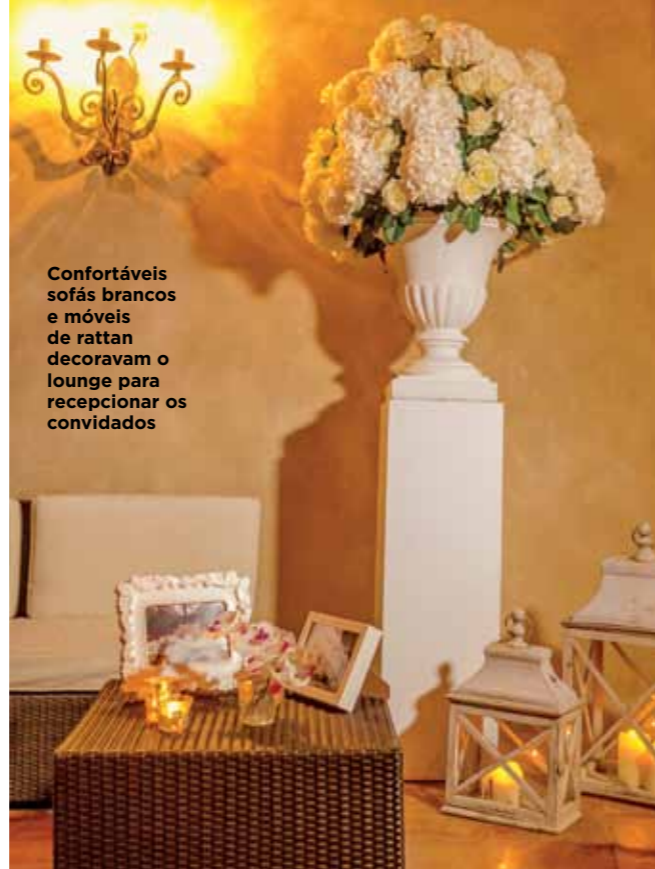 Confortáveis
sofás brancos
e móveis
de rattan
decoravam o
lounge para
recepcionar os
convidados